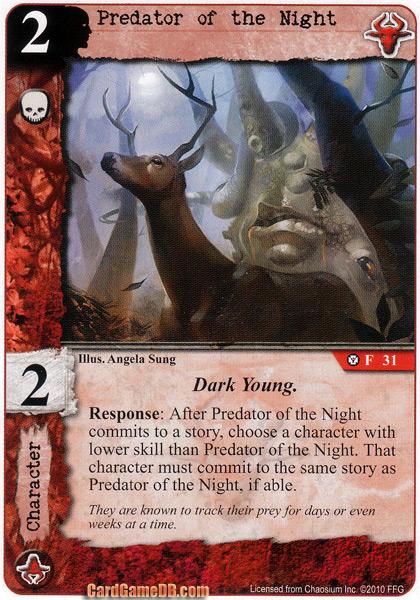 2 Predator of the Night
Illus. Angela Sung
F 31
2
Character
Dark Young.
Response: After Predator of the Night
commits to a story, choose a character with
lower skill than Predator of the Night. That
character must commit to the same story as
Predator of the Night, if able.
They are known to track their prey for days or even
weeks at a time.
CardGameDB.com
Licensed from Chaosium Inc. ©2010 FFG